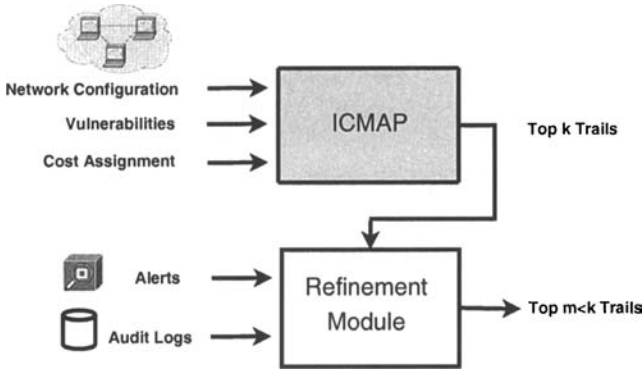 Network Configuration
Vulnerabilities
Cost Assignment
ICMAP
Top k Trails
Alerts
Audit Logs
Refinement
Module
Top m<k Trails